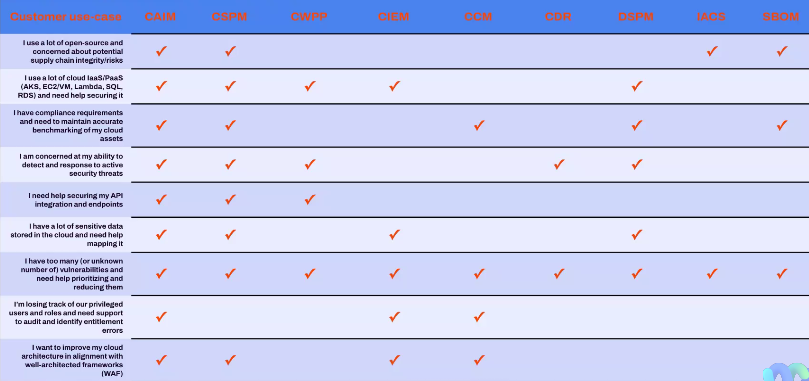 Customer use-case CAIM CSPM CWPP CIEM CCM CDR DSPM IACS SBOM
I use a lot of open-source and
concerned about potential
supply chain integrity/risks
✓ ✓ ✓ ✓
I use a lot of cloud IaaS/PaaS
(AKS, EC2/VM, Lambda, SQL,
RDS) and need help securing it
✓ ✓ ✓ ✓ ✓
I have compliance requirements
and need to maintain accurate
benchmarking of my cloud
assets
✓ ✓ ✓ ✓ ✓
I am concerned at my ability to
detect and response to active
security threats
✓ ✓ ✓ ✓ ✓
I need help securing my API
integration and endpoints
✓ ✓ ✓
I have a lot of sensitive data
stored in the cloud and need help
mapping it
✓ ✓ ✓ ✓
I have too many (or unknown
number of) vulnerabilities and
need help prioritizing and
reducing them
✓ ✓ ✓ ✓ ✓ ✓ ✓ ✓ ✓
I'm losing track of our privileged
users and roles and need support
to audit and identify entitlement
errors
✓ ✓ ✓
I want to improve my cloud
architecture in alignment with
well-architected frameworks
(WAF)
✓ ✓ ✓ ✓